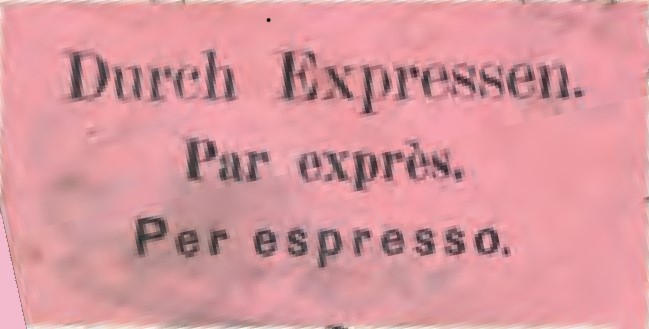 Durch Expressen.
Par exprès.
Per espresso.